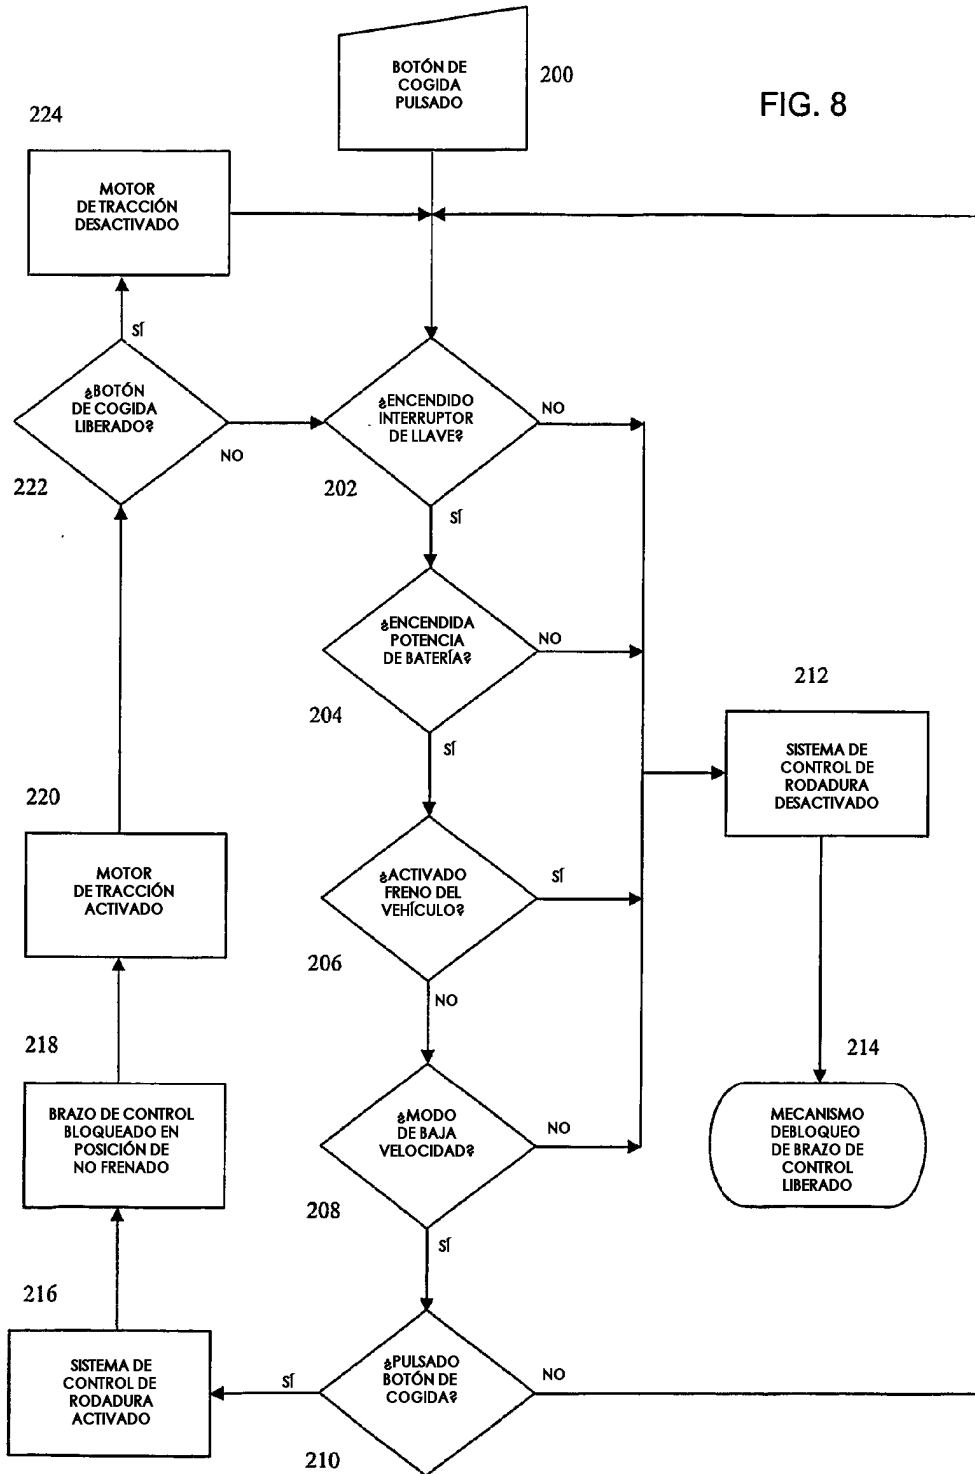 BOTÓN DE
COGIDA
PULSADO
200
FIG. 8
224
MOTOR
DE TRACCIÓN
DESACTIVADO
SÍ
¿BOTÓN
DE COGIDA
LIBERADO?
NO
222
¿ENCENDIDO
INTERRUPTOR
DE LLAVE?
NO
202
SÍ
¿ENCENDIDA
POTENCIA
DE BATERÍA?
NO
204
SÍ
212
SISTEMA DE
CONTROL DE
RODADURA
DESACTIVADO
220
MOTOR
DE TRACCIÓN
ACTIVADO
¿ACTIVADO
FRENO DEL
VEHÍCULO?
SÍ
206
NO
218
BRAZO DE CONTROL
BLOQUEADO EN
POSICIÓN DE
NO FRENADO
¿MODO
DE BAJA
VELOCIDAD?
NO
208
SÍ
214
MECANISMO
DEBLOQUEO
DE BRAZO DE
CONTROL
LIBERADO
216
SISTEMA DE
CONTROL DE
RODADURA
ACTIVADO
SÍ
¿PULSADO
BOTÓN DE
COGIDA?
NO
210